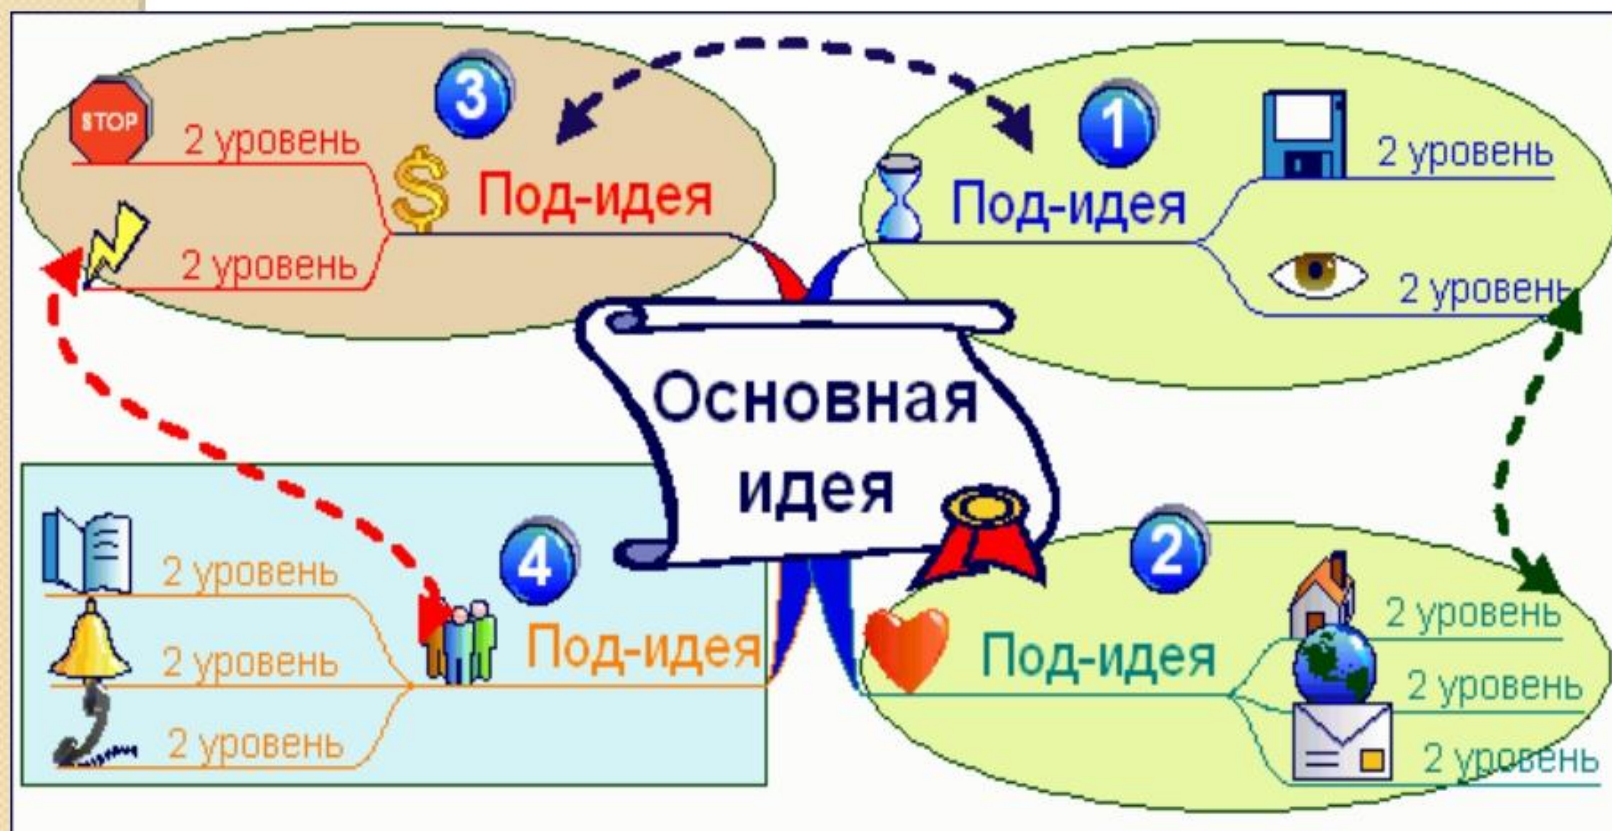 3
STOP
2 уровень
Под-идея
2 уровень
1
2 уровень
Под-идея
2 уровень
Основная
идея
4
2 уровень
Под-идея
2 уровень
2 уровень
2
2 уровень
Под-идея
2 уровень
2 уровень